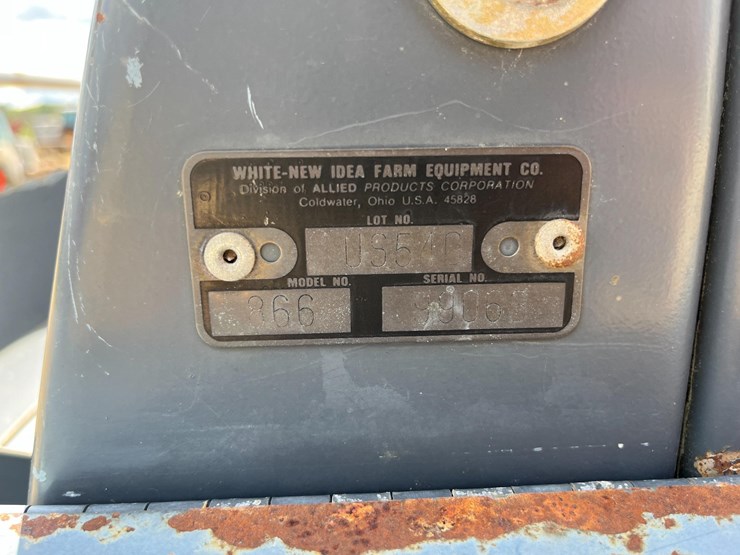 WHITE-NEW IDEA FARM EQUIPMENT CO.
Division of ALLIED PRODUCTS CORPORATION
Coldwater, Ohio U.S.A. 45828
LOT NO.
MODEL NO. SERIAL NO.
866